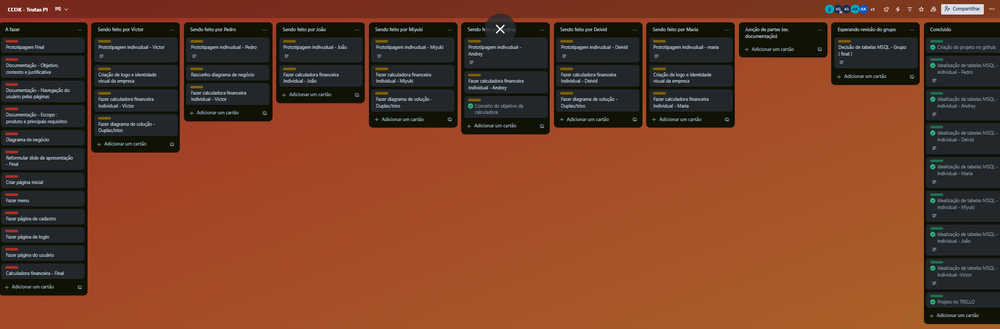 CCOK - Trutas PI
JJ
VG
AS
AK
AK
+1
Compartilhar
A fazer
Prototipagem Final
Documentação - Objetivo,
contexto e justificativa
Documentação - Navegação do
usuário pelas páginas
Documentação - Escopo :
produto e principais requisitos
Diagrama de negócio
Reformular slide de apresentação
- Final
Criar página Inicial
Fazer menu
Fazer página de cadastro
Fazer página de login
Fazer página do usuário
Calculadora financeira - Final
Adicionar um cartão
Sendo feito por Victor
Prototipagem indivudual - Victor
Criação de logo e identidade
visual da empresa
Fazer calculadora financeira
Individual - Victor
Fazer diagrama de solução -
Duplas/trios
Adicionar um cartão
Sendo feito por Pedro
Prototipagem indivudual - Pedro
Rascunho diagrama de negócio
Fazer calculadora financeira
Individual - Victor
Adicionar um cartão
Sendo feito por João
Prototipagem indivudual - João
Fazer calculadora financeira
Individual - João
Adicionar um cartão
Sendo feito por Miyuki
Prototipagem indivudual - Miyuki
Fazer calculadora financeira
Individual - Miyuki
Fazer diagrama de solução -
Duplas/trios
Adicionar um cartão
Sendo feito por Andrey
Prototipagem indivudual -
Andrey
Fazer calculadora financeira
Individual - Andrey
Conceito do objetivo da
calculadora
Adicionar um cartão
Sendo feito por Deivid
Prototipagem indivudual - Deivid
Fazer calculadora financeira
Individual - Deivid
Fazer diagrama de solução -
Duplas/trios
Adicionar um cartão
Sendo feito por Maria
Prototipagem indivudual - maria
Criação de logo e identidade
visual da empresa
Fazer calculadora financeira
Individual - Maria
Adicionar um cartão
Junção de partes (ex.
documentação)
Adicionar um cartão
Esperando revisão do grupo
Decisão de tabelas MSQL - Grupo
( final )
Adicionar um cartão
Concluido
Criação do projeto no github
Idealização de tabelas MSQL -
individual - Pedro
Idealização de tabelas MSQL -
individual - Andrey
Idealização de tabelas MSQL -
individual - Deivid
Idealização de tabelas MSQL -
individual - Maria
Idealização de tabelas MSQL -
individual - Miyuki
Idealização de tabelas MSQL -
individual - João
Idealização de tabelas MSQL -
individual -Victor
Projeto no TRELLO
Adicionar um cartão